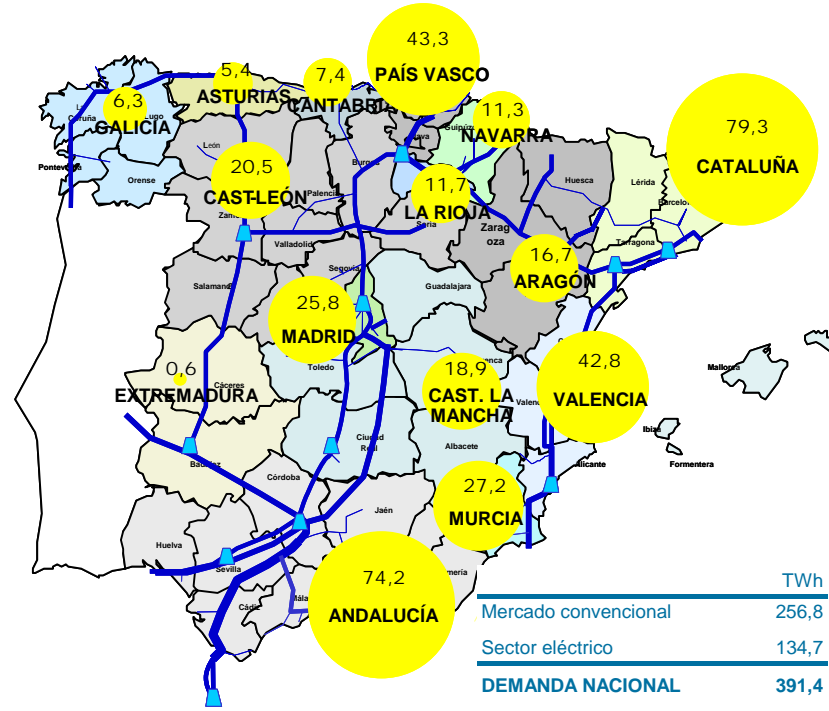 43,3
PAÍS VASCO
5,4
ASTURIAS
7,4
CANTABRIA
6,3
GALICÍA
Lugo
Pontevedra
Orense
León
20,5
CAST-LEÓN
Palencia
Burgos
Valladolid
Soria
Segovia
Salamanca
11,3
NAVARRA
11,7
LA RIOJA
79,3
CATALUÑA
Huesca
Lérida
Barcelona
Tarragona
Zarag
oza
16,7
ARAGÓN
25,8
MADRID
Guadalajara
Toledo
0,6
EXTREMADURA
Cáceres
Badajoz
18,9
CAST. LA
MANCHA
42,8
VALENCIA
Mallorca
Ibiza
Formentera
Alicante
Albacete
Ciudad
Real
27,2
MURCIA
Córdoba
Jaén
Huelva
Sevilla
Cádiz
74,2
ANDALUCÍA
TWh
Mercado convencional 256,8
Sector eléctrico 134,7
DEMANDA NACIONAL 391,4